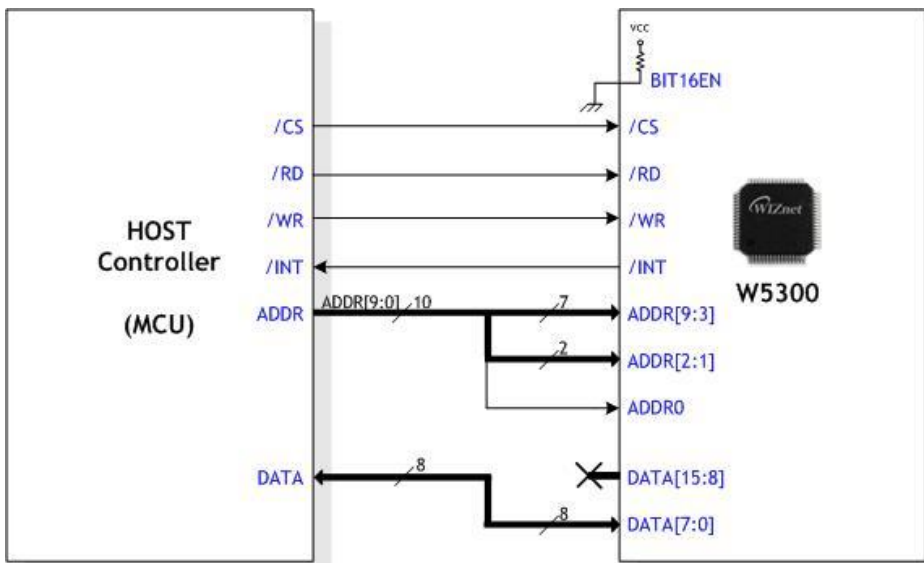 HOST
Controller
(MCU)
/CS
/RD
/WR
/INT
ADDR
DATA
ADDR[9:0]
10
7
2
8
8
vcc
BIT16EN
/CS
/RD
/WR
/INT
ADDR[9:3]
ADDR[2:1]
ADDR0
DATA[15:8]
DATA[7:0]
WIZnet
W5300